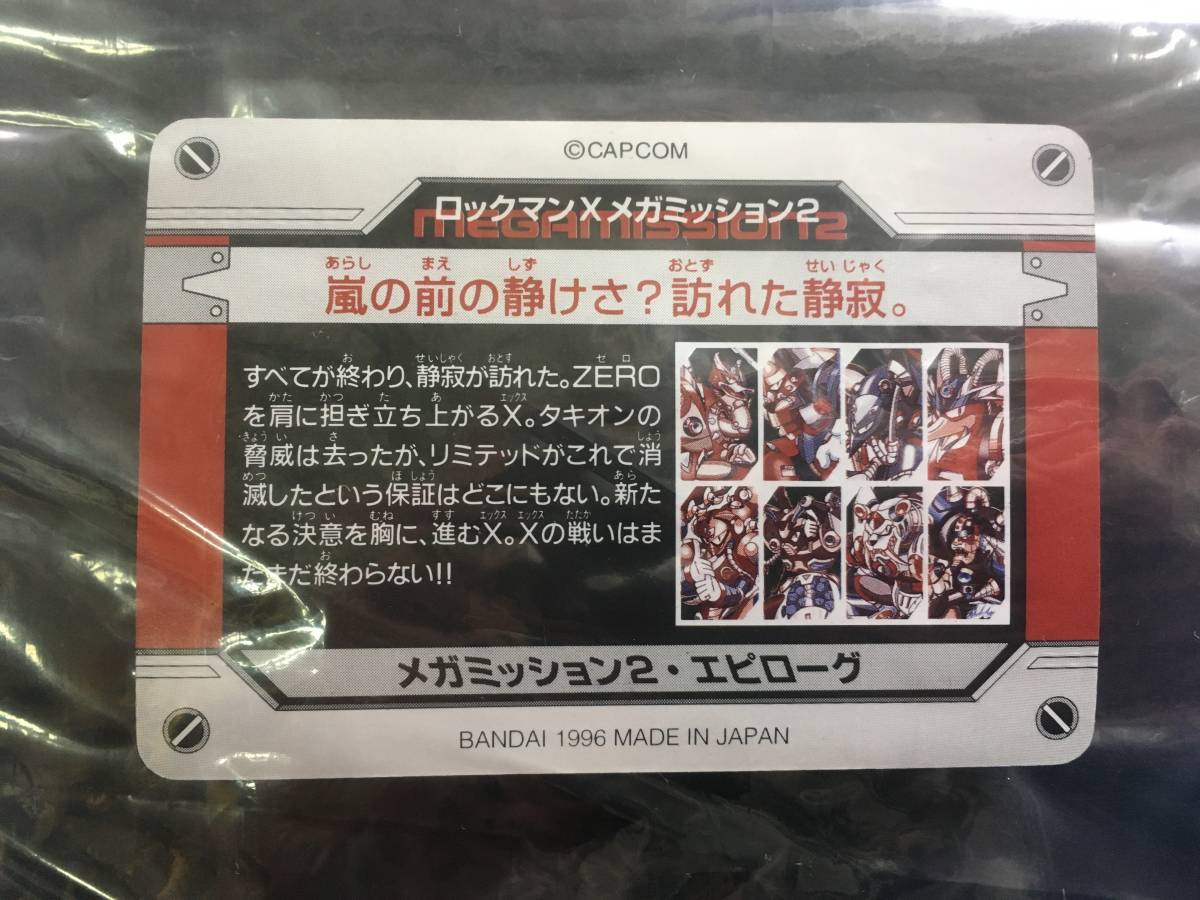 ©CAPCOM
ロックマンX メガミッション2
MEGAMISSION2
あらし まえ しず おとず せいじゃく
嵐の前の静けさ?訪れた静寂。
お せいしゃく おとす ゼロ
すべてが終わり、静寂が訪れた。ZERO
かた かつ た あ エックス
を肩に担ぎ立ち上がるX。タキオンの
きょうい さ しょう
脅威は去ったが、リミテッドがこれで消
めつ ほしょう あら
滅したという保証はどこにもない。新た
けつい むね すす エックス エックス たたか
なる決意を胸に、進むX。Xの戦いはま
お
だまだ終わらない!!
メガミッション2・エピローグ
BANDAI 1996 MADE IN JAPAN